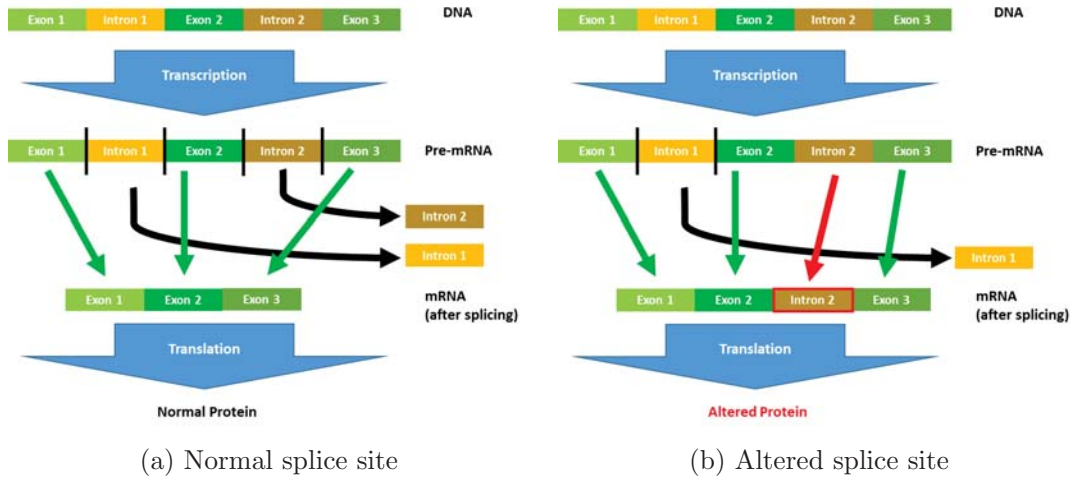 Exon 1 Intron 1 Exon 2 Intron 2 Exon 3 DNA
Transcription
Exon 1 Intron 1 Exon 2 Intron 2 Exon 3 Pre-mRNA
Intron 2
Intron 1
Exon 1 Exon 2 Exon 3 mRNA
(after splicing)
Translation
Normal Protein
(a) Normal splice site
Exon 1 Intron 1 Exon 2 Intron 2 Exon 3 DNA
Transcription
Exon 1 Intron 1 Exon 2 Intron 2 Exon 3 Pre-mRNA
Intron 1
Exon 1 Exon 2 Intron 2 Exon 3 mRNA
(after splicing)
Translation
Altered Protein
(b) Altered splice site